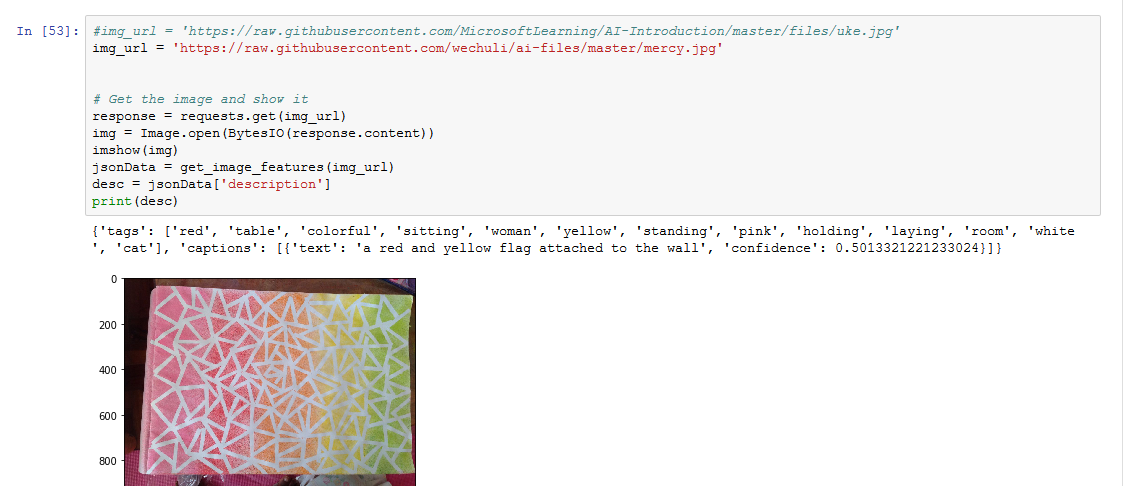 In [53]: #img_url = 'https://raw.githubusercontent.com/MicrosoftLearning/AI-Introduction/master/files/uke.jpg'
img_url = 'https://raw.githubusercontent.com/wechuli/ai-files/master/mercy.jpg'
# Get the image and show it
response = requests.get(img_url)
img = Image.open(BytesIO(response.content))
imshow(img)
jsonData = get_image_features(img_url)
desc = jsonData['description']
print(desc)
{'tags': ['red', 'table', 'colorful', 'sitting', 'woman', 'yellow', 'standing', 'pink', 'holding', 'laying', 'room', 'white
', 'cat'], 'captions': [{'text': 'a red and yellow flag attached to the wall', 'confidence': 0.5013321221233024}]}
0
200
400
600
800